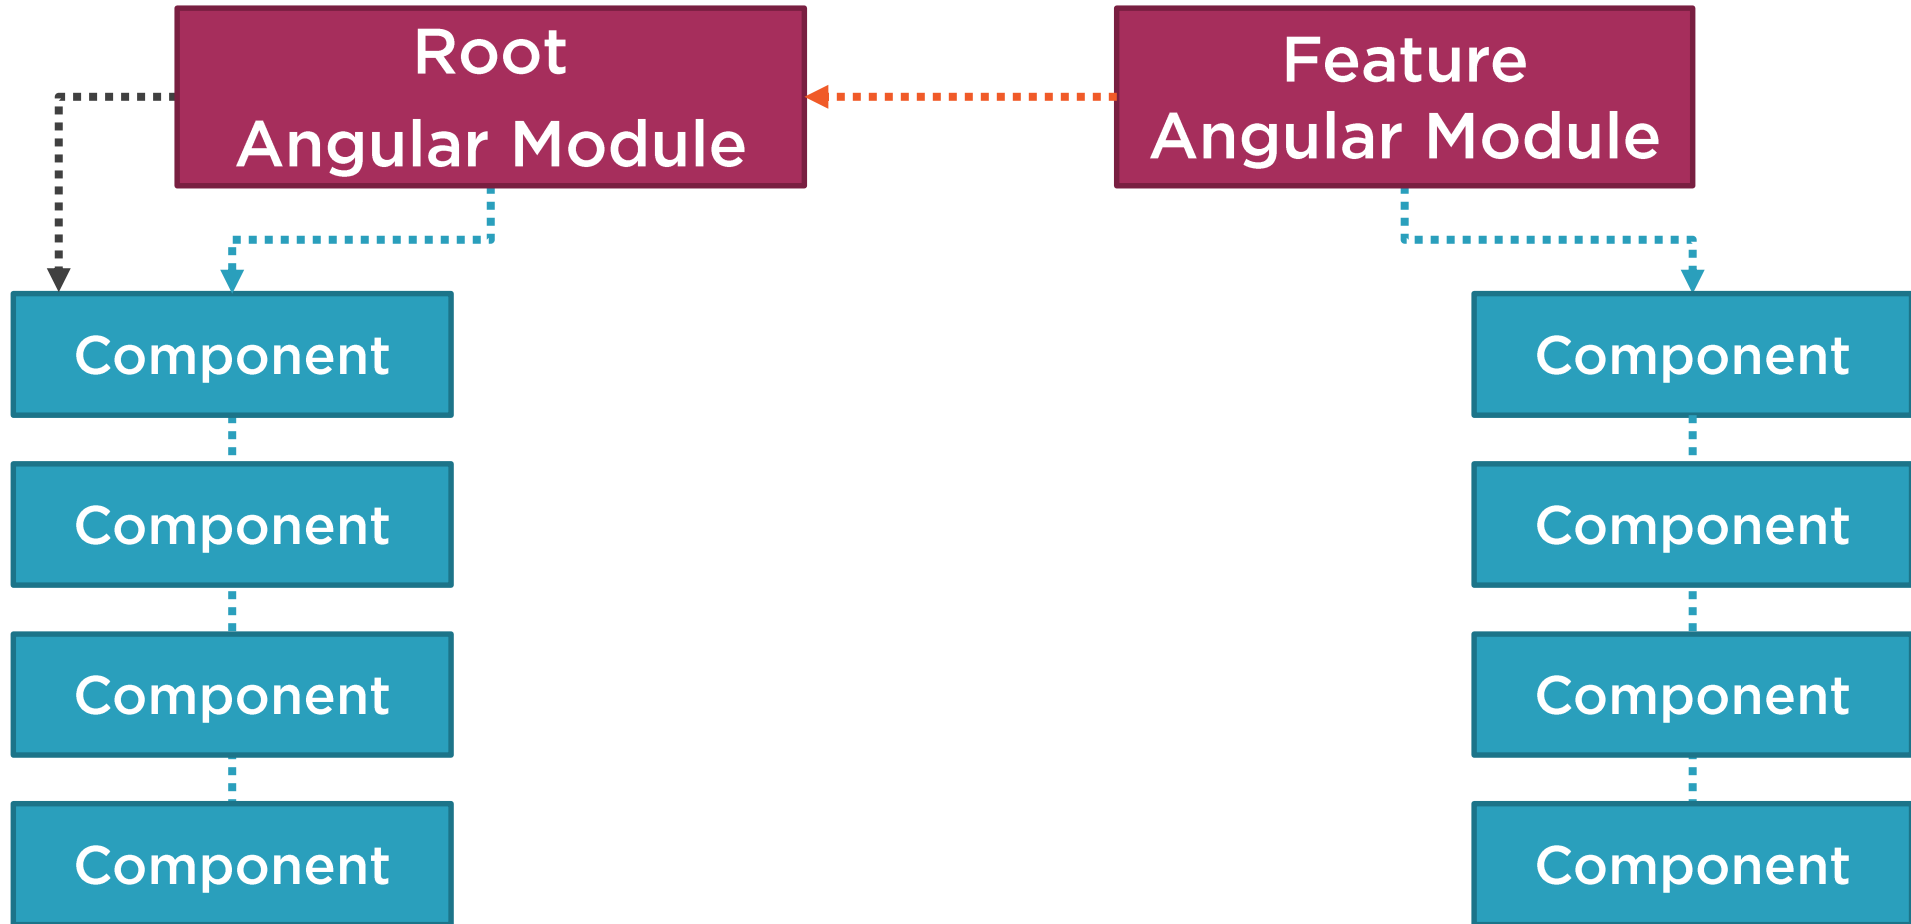 Root
Angular Module
Feature
Angular Module
Component
Component
Component
Component
Component
Component
Component
Component